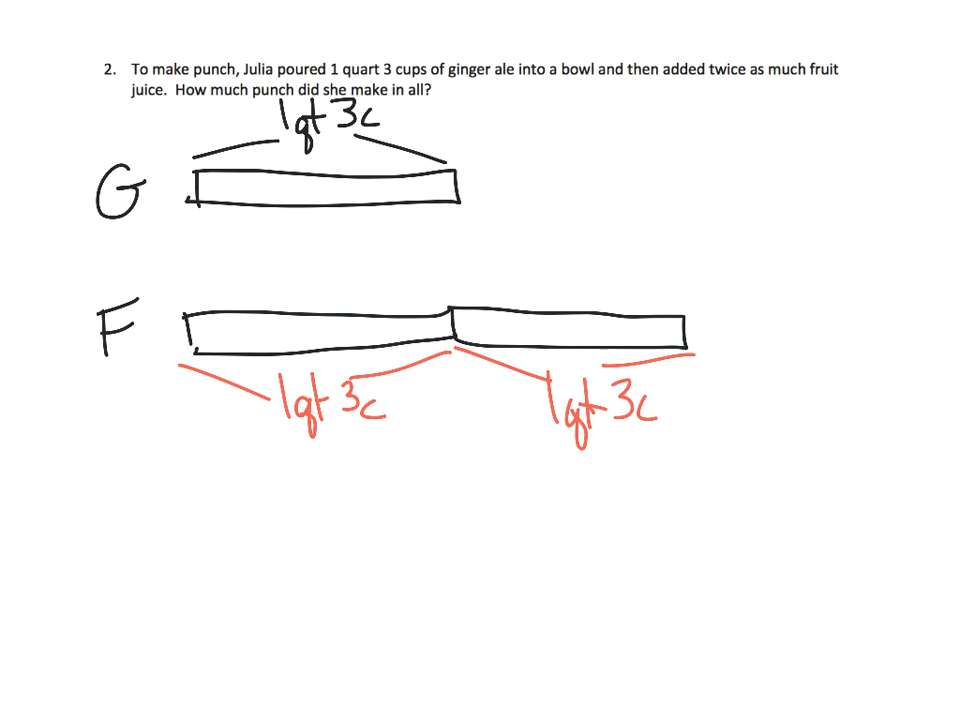 2. To make punch, Julia poured 1 quart 3 cups of ginger ale into a bowl and then added twice as much fruit
juice. How much punch did she make in all?
1qt 3c
G
F
1qt 3c 1qt 3c